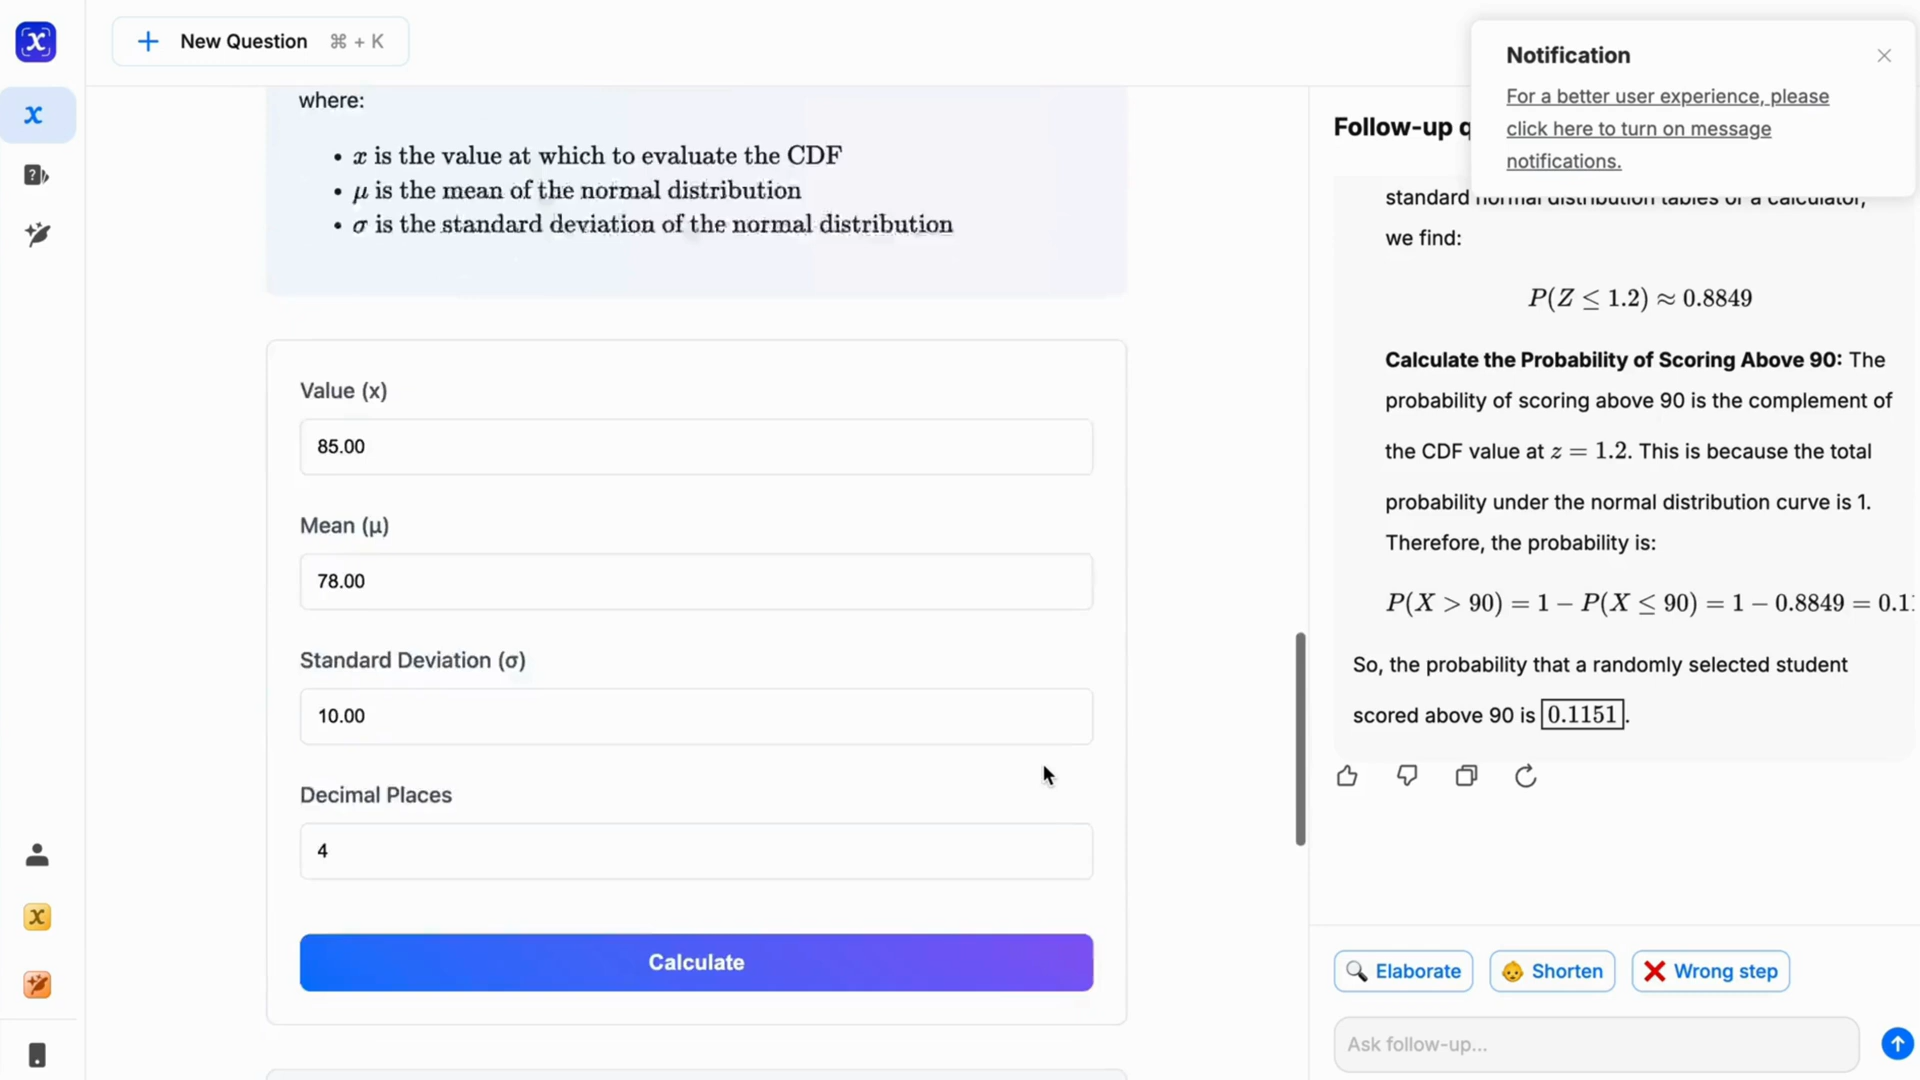 New Question ⌘ + K
where:
• x is the value at which to evaluate the CDF
• μ is the mean of the normal distribution
• σ is the standard deviation of the normal distribution
Value (x)
85.00
Mean (μ)
78.00
Standard Deviation (σ)
10.00
Decimal Places
4
Calculate
Notification
For a better user experience, please
click here to turn on message
notifications.
Follow-up q
standard normal distribution tables or a calculator,
we find:
P(Z ≤ 1.2) ≈ 0.8849
Calculate the Probability of Scoring Above 90: The
probability of scoring above 90 is the complement of
the CDF value at z = 1.2. This is because the total
probability under the normal distribution curve is 1.
Therefore, the probability is:
P(X > 90) = 1 − P(X ≤ 90) = 1 − 0.8849 = 0.1
So, the probability that a randomly selected student
scored above 90 is 0.1151.
Elaborate
Shorten
Wrong step
Ask follow-up...